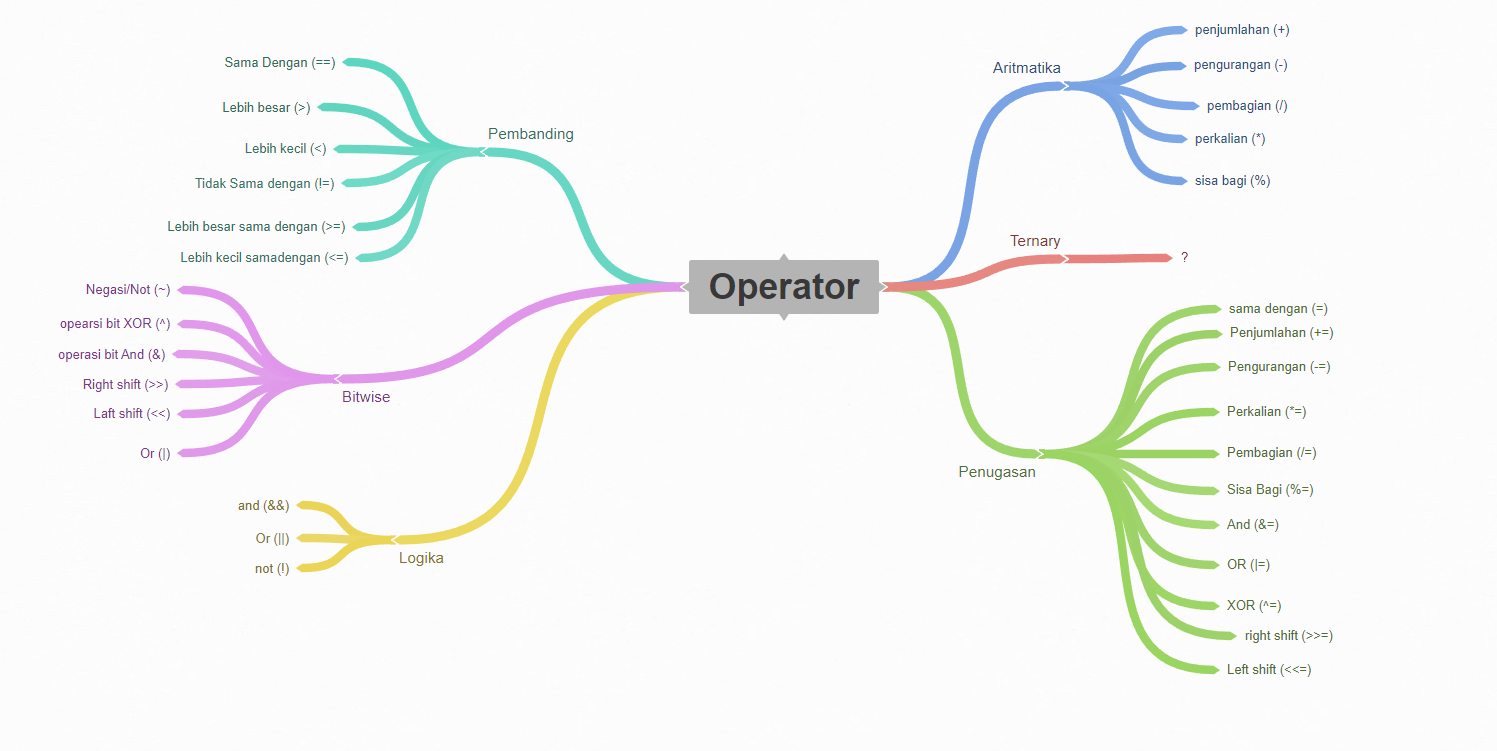 Operator
Pembanding
Sama Dengan (==)
Lebih besar (>)
Lebih kecil (<)
Tidak Sama dengan (!=)
Lebih besar sama dengan (>=)
Lebih kecil samadengan (<=)
Bitwise
Negasi/Not (~)
opearsi bit XOR (^)
operasi bit And (&)
Right shift (>>)
Laft shift (<<)
Or (|)
Logika
and (&&)
Or (||)
not (!)
Aritmatika
penjumlahan (+)
pengurangan (-)
pembagian (/)
perkalian (*)
sisa bagi (%)
Ternary
?
Penugasan
sama dengan (=)
Penjumlahan (+=)
Pengurangan (-=)
Perkalian (*=)
Pembagian (/=)
Sisa Bagi (%=)
And (&=)
OR (|=)
XOR (^=)
right shift (>>=)
Left shift (<<=)